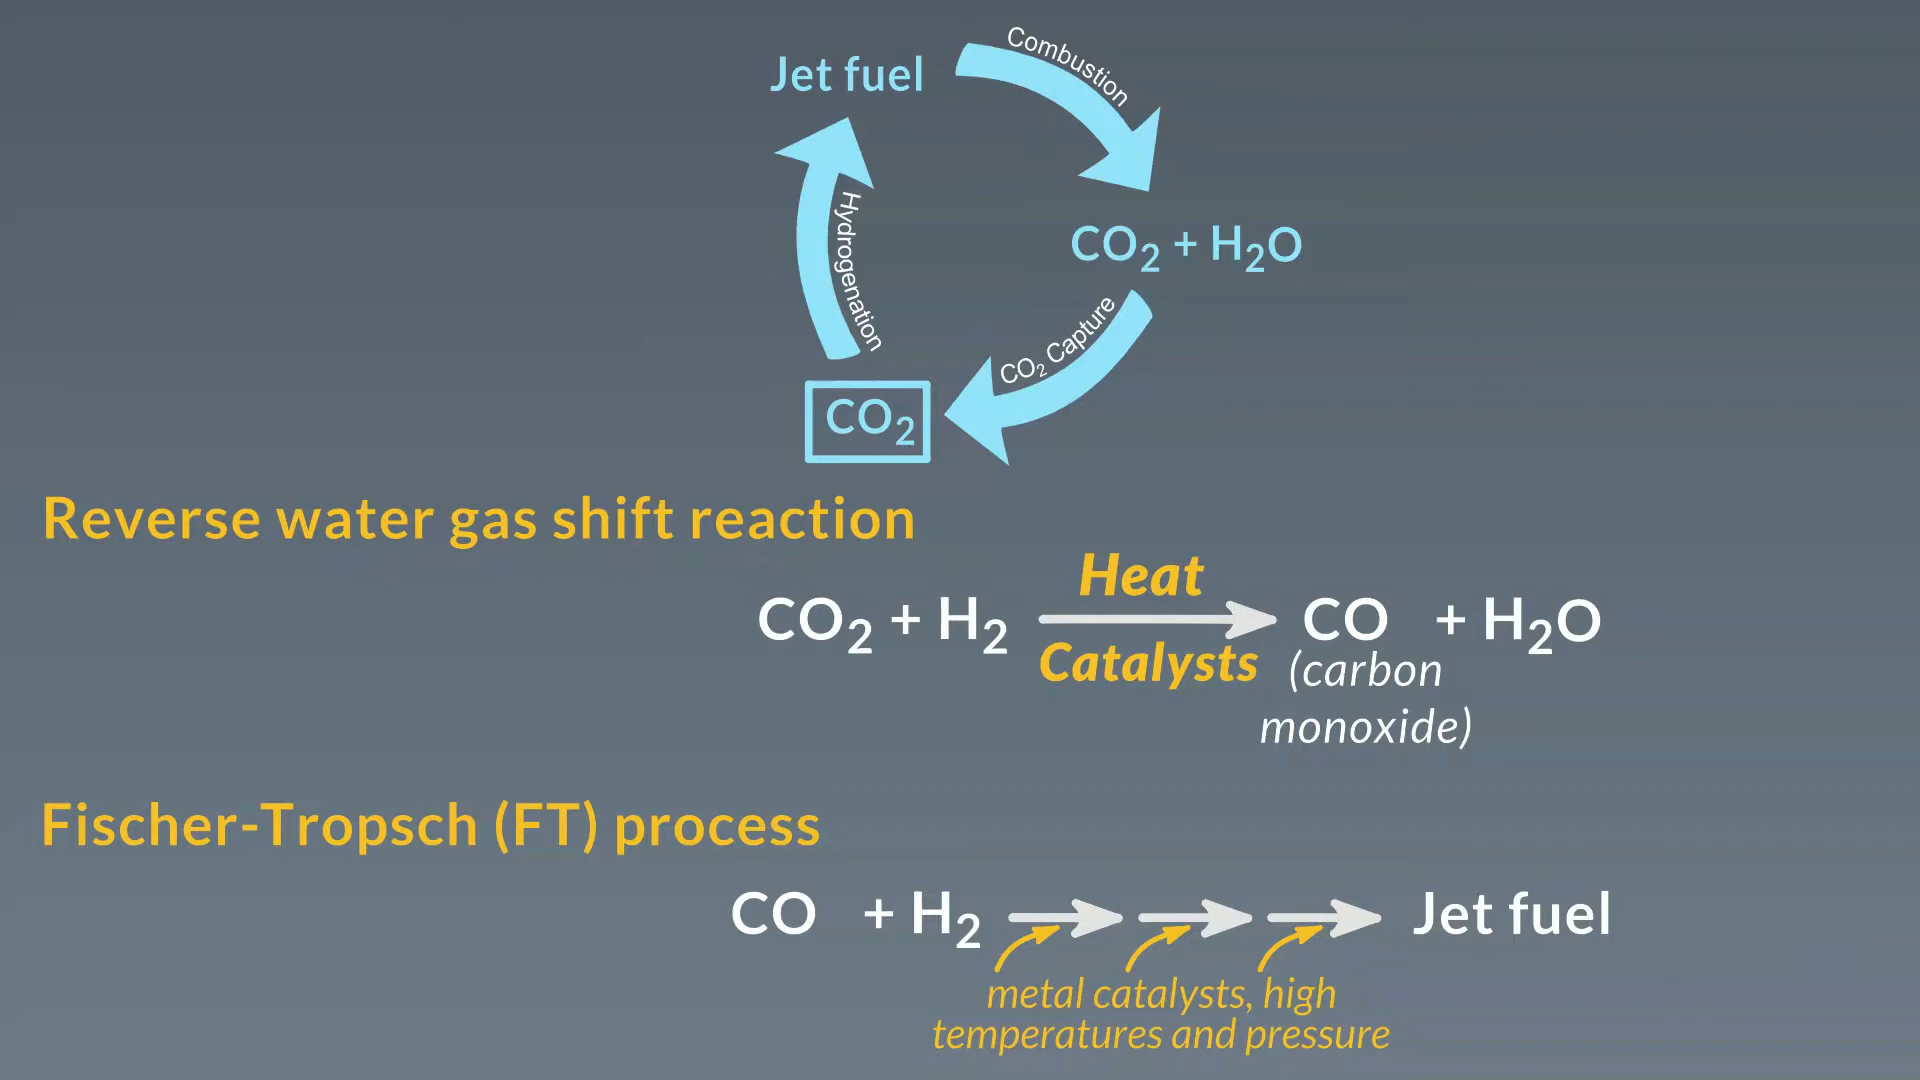 Jet fuel
Combustion
CO₂ + H₂O
CO₂ Capture
CO₂
Hydrogenation
Reverse water gas shift reaction
CO₂ + H₂ Heat Catalysts CO + H₂O
(carbon
monoxide)
Fischer-Tropsch (FT) process
CO + H₂ Jet fuel
metal catalysts, high
temperatures and pressure